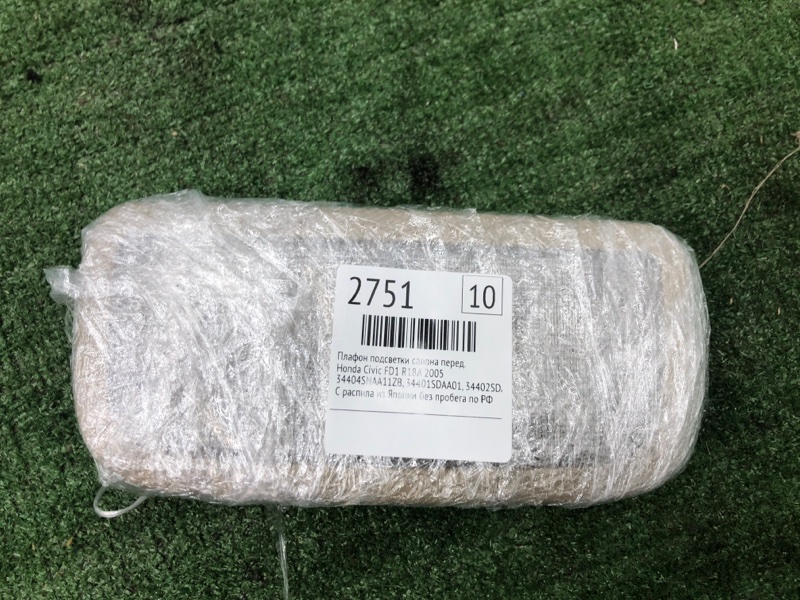 2751
10
Плафон подсветки салона перед.
Honda Civic FD1 R18A 2005
34404SNAA11ZB, 34401SDAA01, 34402SD.
С распила из Японии без пробега по РФ